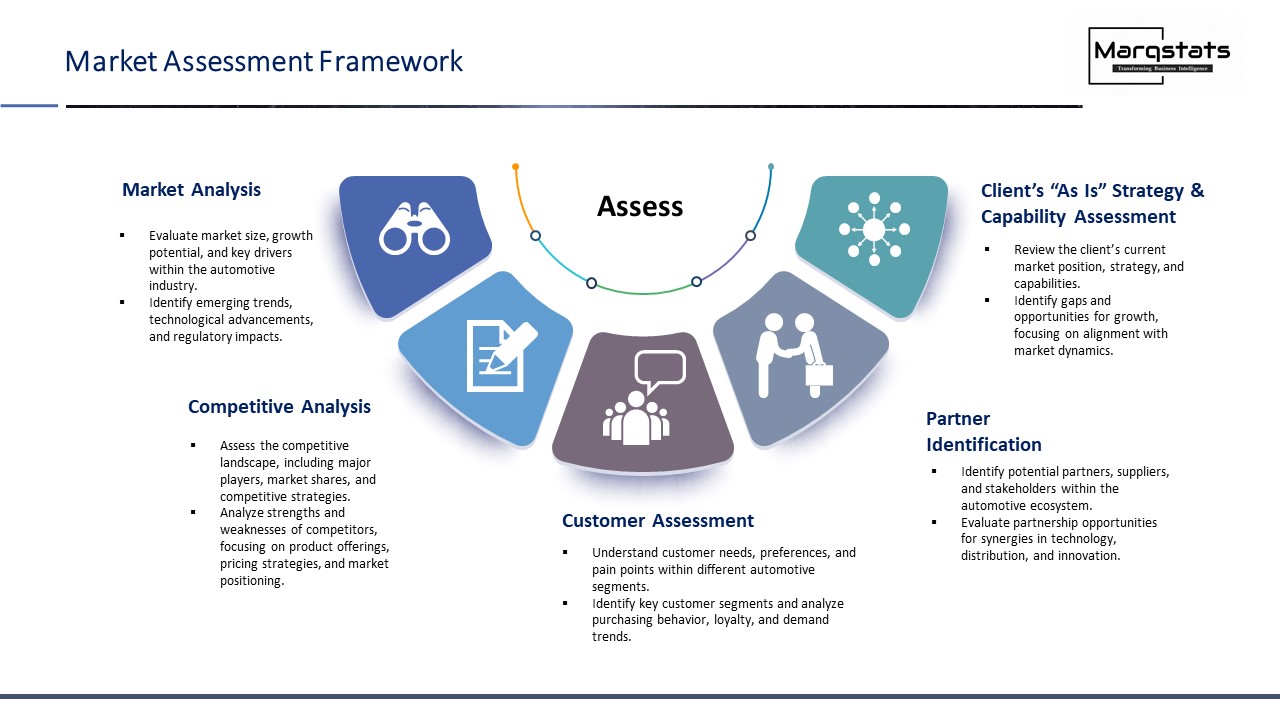 Market Assessment Framework
Marqstats
Transforming Business Intelligence
Assess
Market Analysis
▪ Evaluate market size, growth
potential, and key drivers
within the automotive
industry.
▪ Identify emerging trends,
technological advancements,
and regulatory impacts.
Competitive Analysis
▪ Assess the competitive
landscape, including major
players, market shares, and
competitive strategies.
▪ Analyze strengths and
weaknesses of competitors,
focusing on product offerings,
pricing strategies, and market
positioning.
Customer Assessment
▪ Understand customer needs, preferences, and
pain points within different automotive
segments.
▪ Identify key customer segments and analyze
purchasing behavior, loyalty, and demand
trends.
Client’s “As Is” Strategy &
Capability Assessment
▪ Review the client’s current
market position, strategy, and
capabilities.
▪ Identify gaps and
opportunities for growth,
focusing on alignment with
market dynamics.
Partner
Identification
▪ Identify potential partners, suppliers,
and stakeholders within the
automotive ecosystem.
▪ Evaluate partnership opportunities
for synergies in technology,
distribution, and innovation.